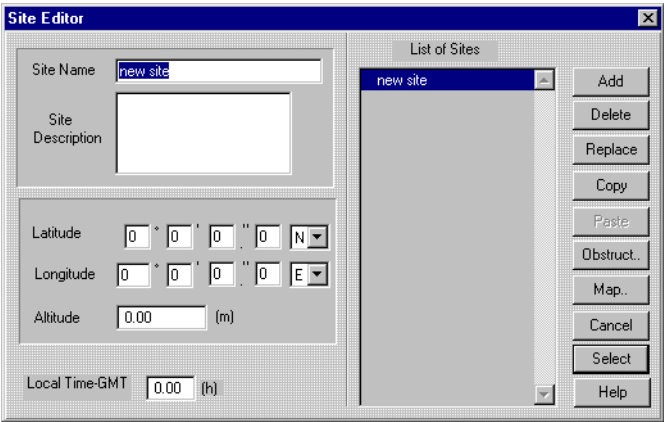 Site Editor
List of Sites
Site Name new site
Site
Description
Latitude 0 ° 0 ' 0 . " 0 N
Longitude 0 ° 0 ' 0 . " 0 E
Altitude 0.00 (m)
Local Time-GMT 0.00 (h)
new site
Add
Delete
Replace
Copy
Paste
Obstruct..
Map..
Cancel
Select
Help